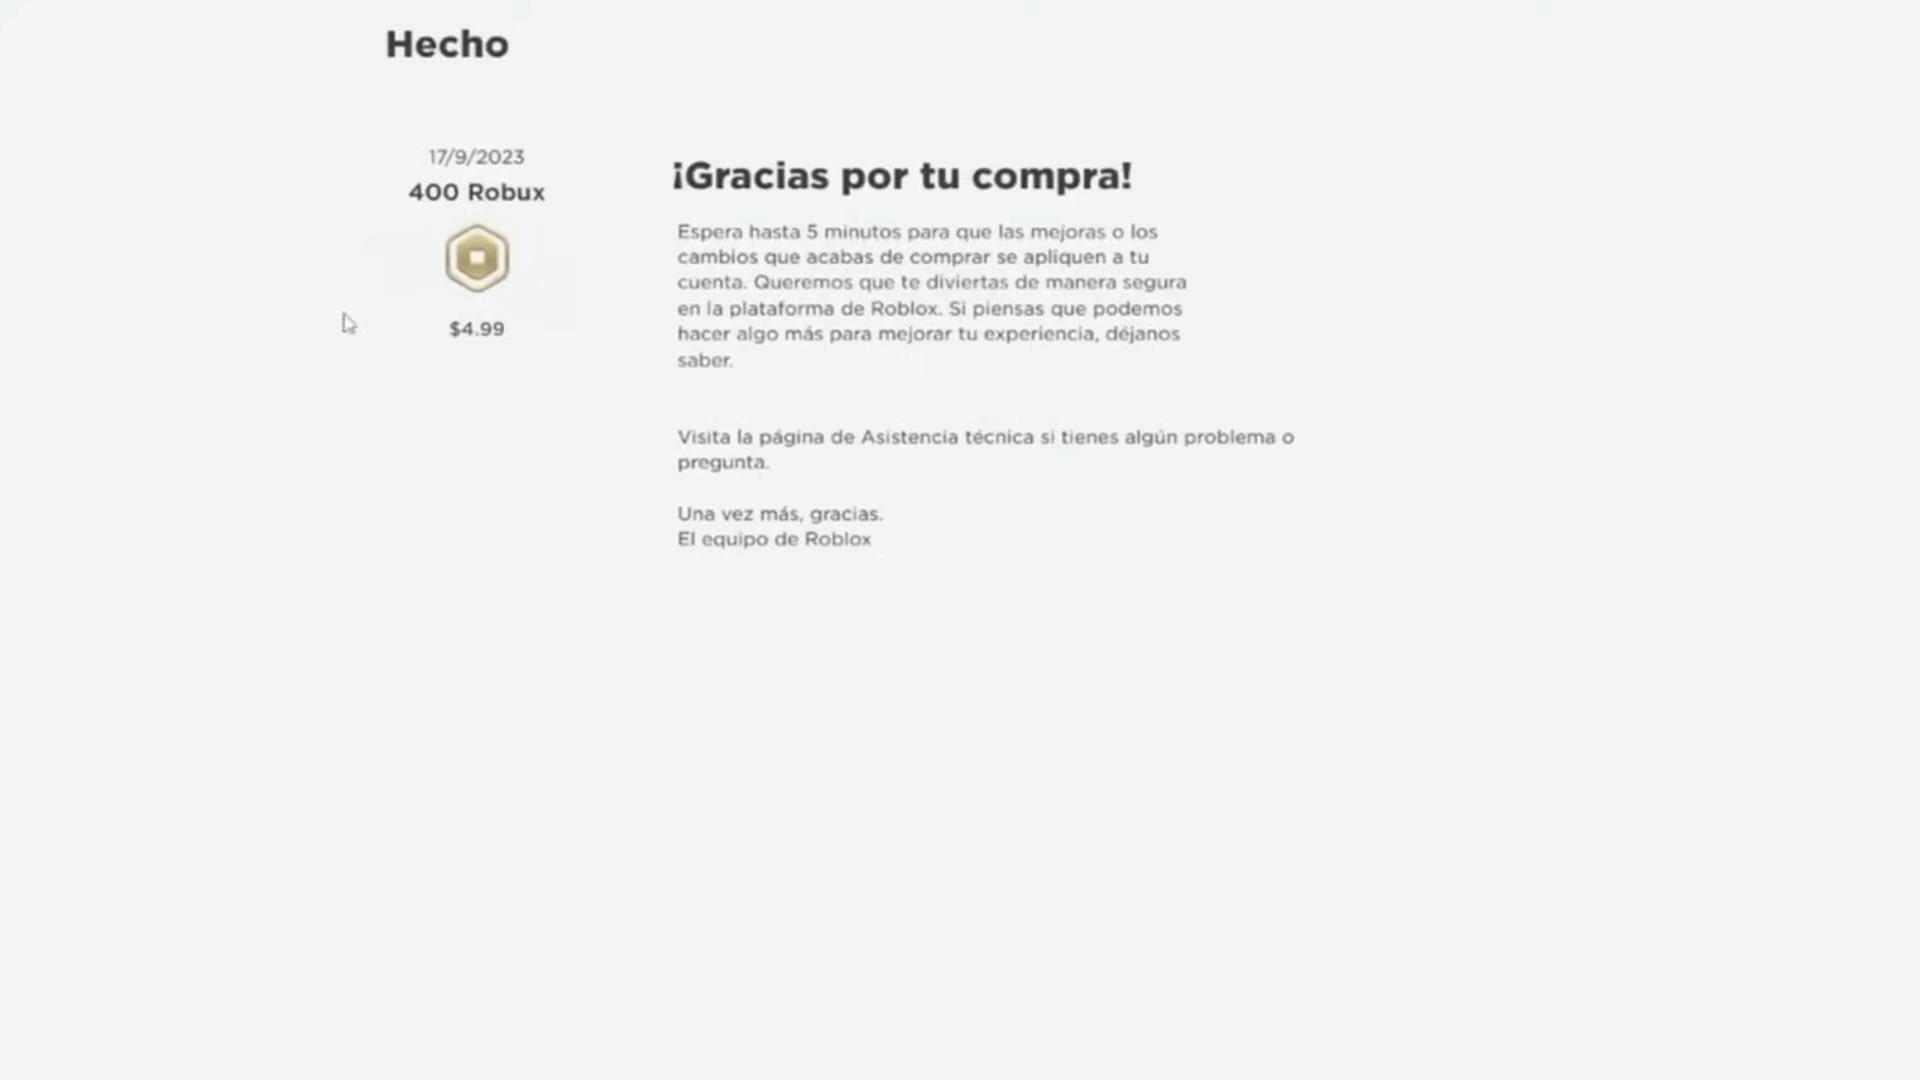 Hecho
17/9/2023
400 Robux
$4.99
¡Gracias por tu compra!
Espera hasta 5 minutos para que las mejoras o los
cambios que acabas de comprar se apliquen a tu
cuenta. Queremos que te diviertas de manera segura
en la plataforma de Roblox. Si piensas que podemos
hacer algo más para mejorar tu experiencia, déjanos
saber.
Visita la página de Asistencia técnica si tienes algún problema o
pregunta.
Una vez más, gracias.
El equipo de Roblox